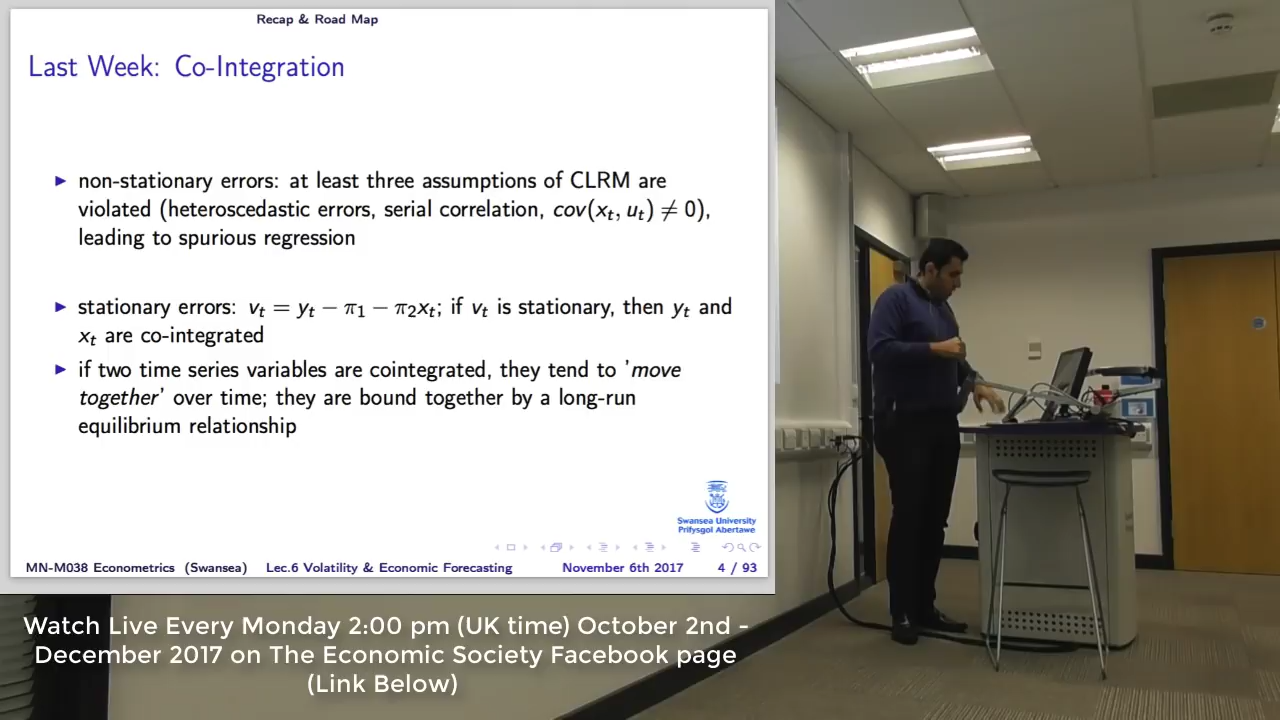 Recap & Road Map
Last Week: Co-Integration
▶ non-stationary errors: at least three assumptions of CLRM are
violated (heteroscedastic errors, serial correlation, cov(xₜ, uₜ) ≠ 0),
leading to spurious regression
▶ stationary errors: vₜ = yₜ − π₁ − π₂xₜ; if vₜ is stationary, then yₜ and
xₜ are co-integrated
▶ if two time series variables are cointegrated, they tend to 'move
together' over time; they are bound together by a long-run
equilibrium relationship
Swansea University
Prifysgol Abertawe
MN-M038 Econometrics (Swansea) Lec.6 Volatility & Economic Forecasting November 6th 2017 4 / 93
Watch Live Every Monday 2:00 pm (UK time) October 2nd -
December 2017 on The Economic Society Facebook page
(Link Below)